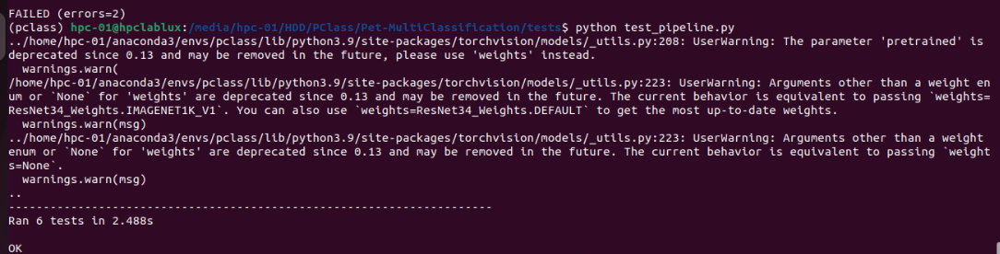 FAILED (errors=2)
(pclass) hpc-01@hpclablux:/media/hpc-01/HDD/PClass/Pet-MultiClassification/tests$ python test_pipeline.py
../home/hpc-01/anaconda3/envs/pclass/lib/python3.9/site-packages/torchvision/models/_utils.py:208: UserWarning: The parameter 'pretrained' is
deprecated since 0.13 and may be removed in the future, please use 'weights' instead.
  warnings.warn(
/home/hpc-01/anaconda3/envs/pclass/lib/python3.9/site-packages/torchvision/models/_utils.py:223: UserWarning: Arguments other than a weight en
um or `None` for 'weights' are deprecated since 0.13 and may be removed in the future. The current behavior is equivalent to passing `weights=
ResNet34_Weights.IMAGENET1K_V1`. You can also use `weights=ResNet34_Weights.DEFAULT` to get the most up-to-date weights.
  warnings.warn(msg)
../home/hpc-01/anaconda3/envs/pclass/lib/python3.9/site-packages/torchvision/models/_utils.py:223: UserWarning: Arguments other than a weight
enum or `None` for 'weights' are deprecated since 0.13 and may be removed in the future. The current behavior is equivalent to passing `weight
s=None`.
  warnings.warn(msg)
..
----------------------------------------------------------------------
Ran 6 tests in 2.488s
OK